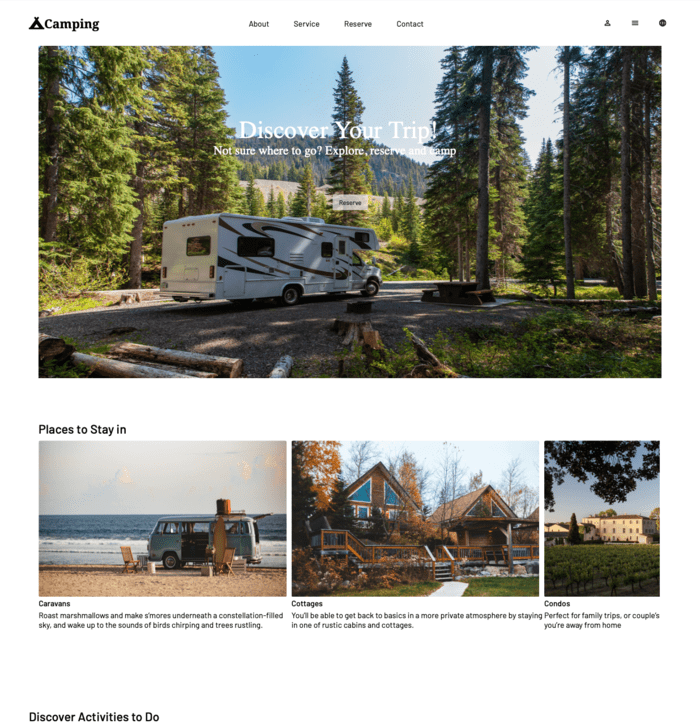 Camping
About
Service
Reserve
Contact
Discover Your Trip!
Not sure where to go? Explore, reserve and camp
Reserve
Places to Stay in
Caravans
Roast marshmallows and make s'mores underneath a constellation-filled
sky, and wake up to the sounds of birds chirping and trees rustling.
Cottages
You'll be able to get back to basics in a more private atmosphere by staying
in one of rustic cabins and cottages.
Condos
Perfect for family trips, or couple's
you're away from home
Discover Activities to Do